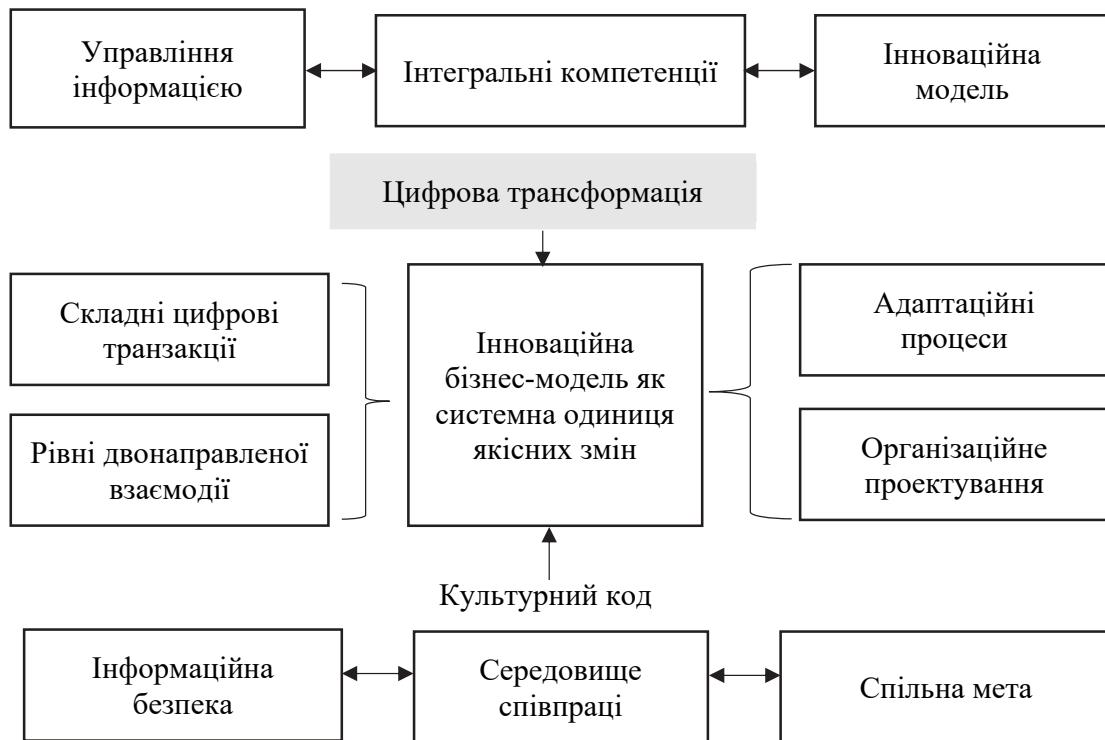 Управління
інформацією
Інтегральні компетенції
Інноваційна
модель
Цифрова трансформація
Складні цифрові
транзакції
Рівні двонаправленої
взаємодії
Інноваційна
бізнес-модель як
системна одиниця
якісних змін
Адаптаційні
процеси
Організаційне
проектування
Культурний код
Інформаційна
безпека
Середовище
співпраці
Спільна мета